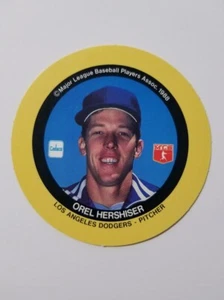 ©Major League Baseball Players Assoc. 1988
OREL HERSHISER
LOS ANGELES DODGERS - PITCHER